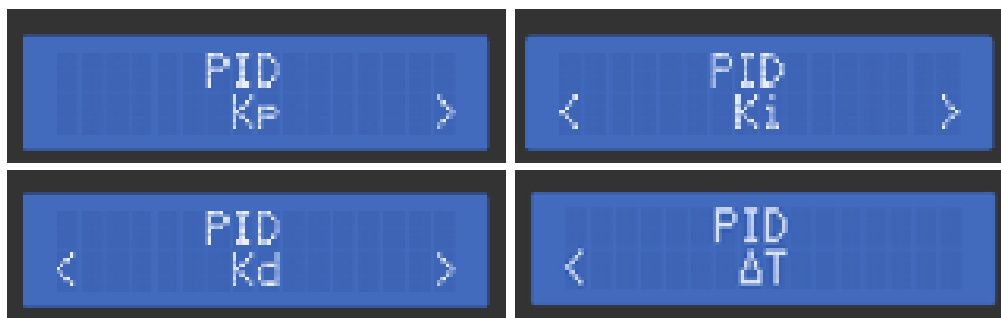 PID
Kp >
PID
< Ki >
PID
< Kd >
PID
< ΔT